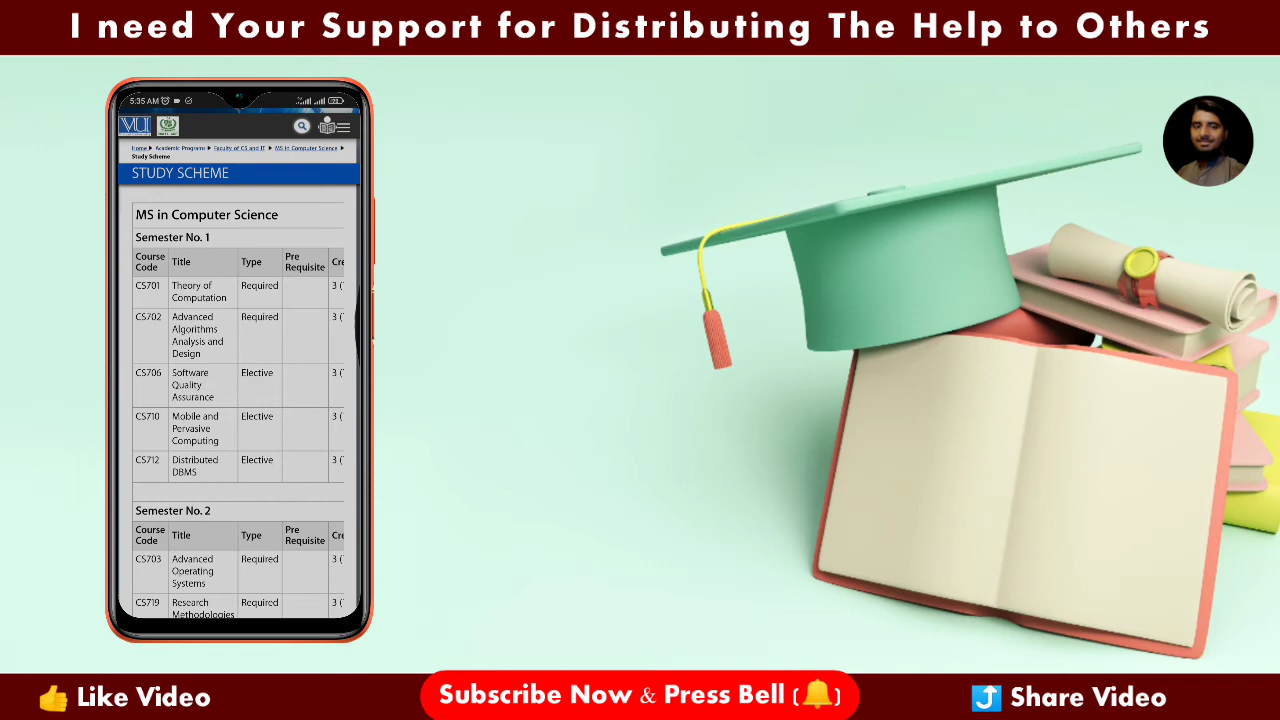 I need Your Support for Distributing The Help to Others
5:35 AM
VU
Home Academic Programs Faculty of CS and IT MS in Computer Science
Study Scheme
STUDY SCHEME
MS in Computer Science
Semester No. 1
Course Code Title Type Pre Requisite Cre
CS701 Theory of Computation Required 3 (
CS702 Advanced Algorithms Analysis and Design Required 3 (
CS706 Software Quality Assurance Elective 3 (
CS710 Mobile and Pervasive Computing Elective 3 (
CS712 Distributed DBMS Elective 3 (
Semester No. 2
Course Code Title Type Pre Requisite Cre
CS703 Advanced Operating Systems Required 3 (
CS719 Research Methodologies Required 3 (
👍 Like Video
Subscribe Now & Press Bell (🔔)
⤴️ Share Video